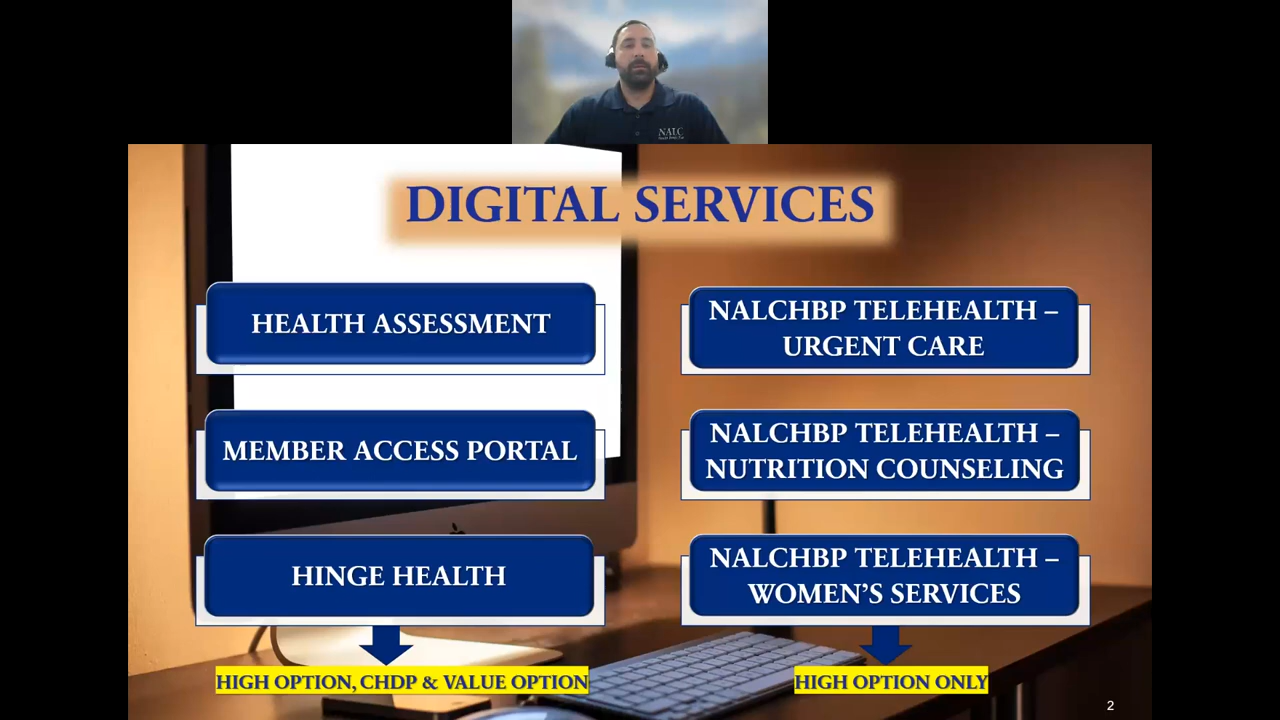 NALC
DIGITAL SERVICES
HEALTH ASSESSMENT
MEMBER ACCESS PORTAL
HINGE HEALTH
HIGH OPTION, CHDP & VALUE OPTION
NALCHBP TELEHEALTH –
URGENT CARE
NALCHBP TELEHEALTH –
NUTRITION COUNSELING
NALCHBP TELEHEALTH –
WOMEN'S SERVICES
HIGH OPTION ONLY
2